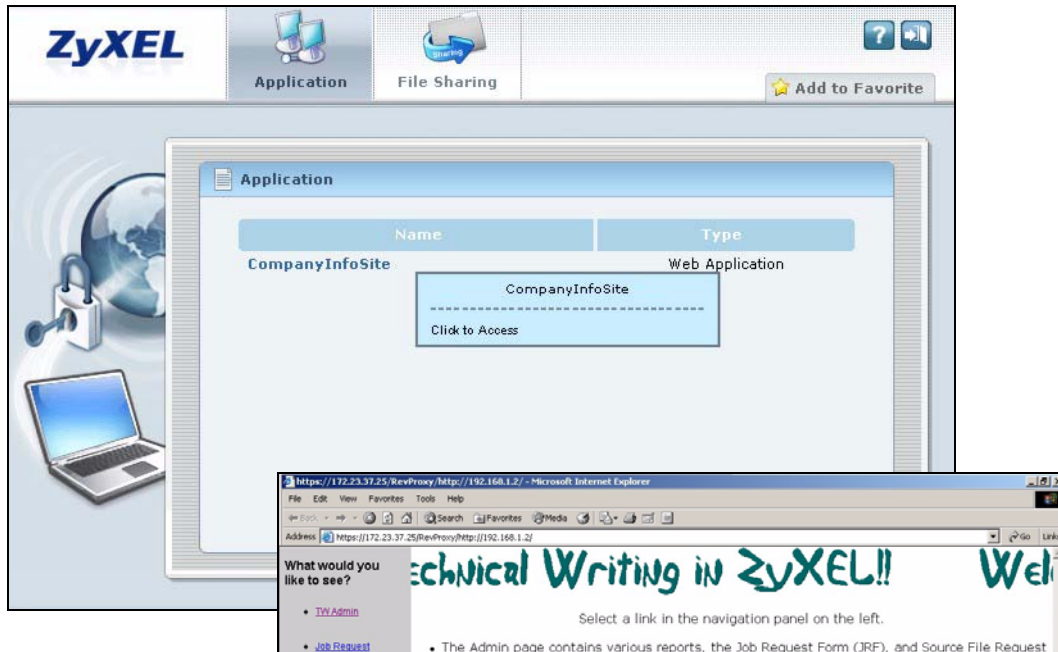 ZyXEL
Application
Sharing
File Sharing
?
Add to Favorite
Application
Name Type
CompanyInfoSite Web Application
CompanyInfoSite
Click to Access
https://172.23.37.25/RevProxy/http://192.168.1.2/ - Microsoft Internet Explorer
File Edit View Favorites Tools Help
Back Search Favorites Media
Address https://172.23.37.25/RevProxy/http://192.168.1.2/ Go Links
What would you
like to see?
echnical Writing in ZyXEL!! Wel
Select a link in the navigation panel on the left.
• TW Admin
• Job Request
• The Admin page contains various reports, the Job Request Form (JRF), and Source File Request